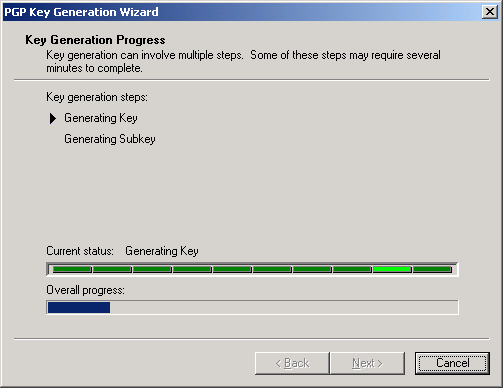 PGP Key Generation Wizard
Key Generation Progress
Key generation can involve multiple steps.  Some of these steps may require several
minutes to complete.
Key generation steps:
Generating Key
Generating Subkey
Current status:   Generating Key
Overall progress:
< Back   Next >   Cancel